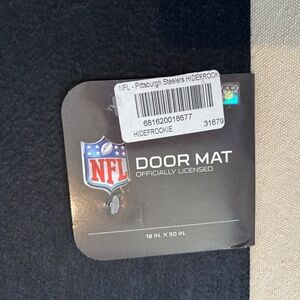 NFL - Pittsburgh Steelers HIDEFROOK
681620018677
HIDEFROOKIE 31679
NFL
DOOR MAT
OFFICIALLY LICENSED
18 IN. X 30 IN.